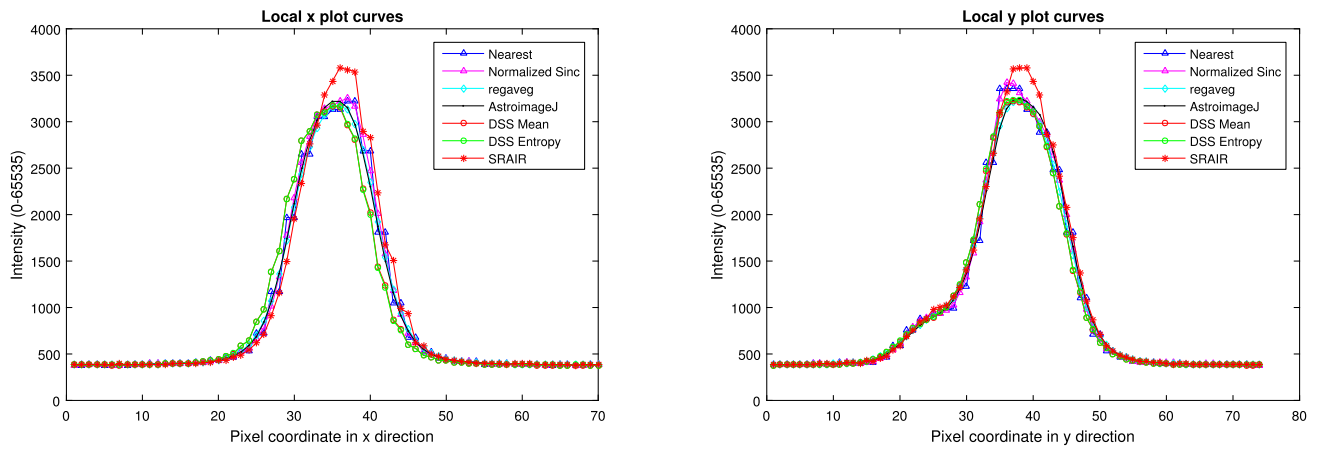 Local x plot curves
4000
3500
3000
2500
2000
1500
1000
500
0
Intensity (0-65535)
Nearest
Normalized Sinc
regaveg
AstroimageJ
DSS Mean
DSS Entropy
SRAIR
0 10 20 30 40 50 60 70
Pixel coordinate in x direction
Local y plot curves
4000
3500
3000
2500
2000
1500
1000
500
0
Intensity (0-65535)
Nearest
Normalized Sinc
regaveg
AstroimageJ
DSS Mean
DSS Entropy
SRAIR
0 10 20 30 40 50 60 70 80
Pixel coordinate in y direction